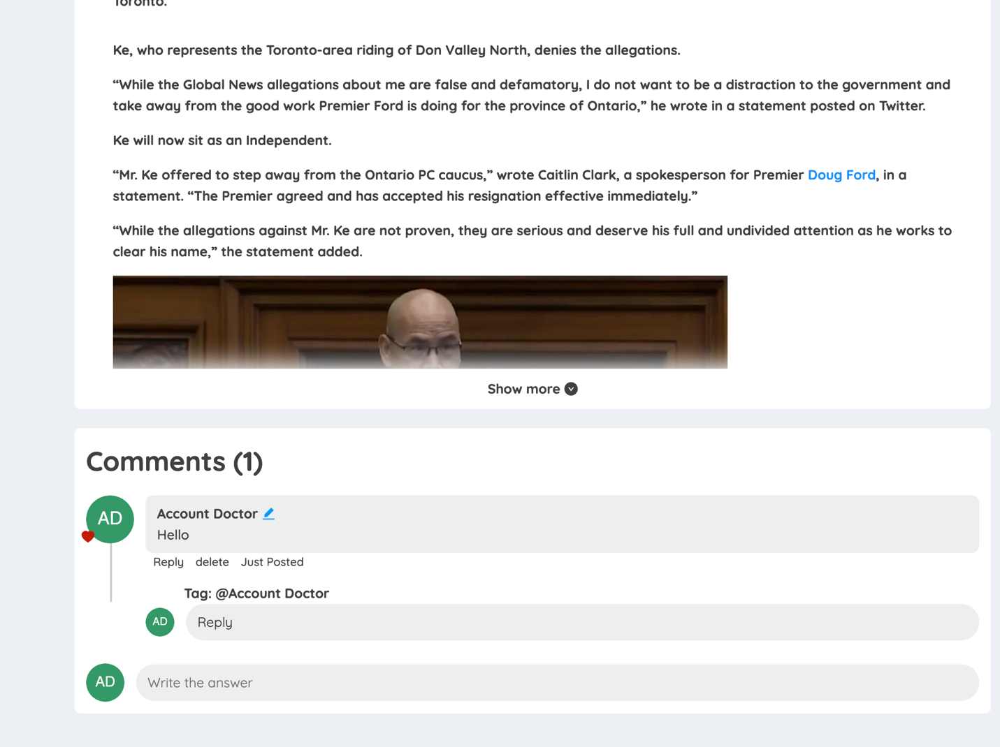 Toronto.
Ke, who represents the Toronto-area riding of Don Valley North, denies the allegations.
“While the Global News allegations about me are false and defamatory, I do not want to be a distraction to the government and
take away from the good work Premier Ford is doing for the province of Ontario,” he wrote in a statement posted on Twitter.
Ke will now sit as an Independent.
“Mr. Ke offered to step away from the Ontario PC caucus,” wrote Caitlin Clark, a spokesperson for Premier Doug Ford, in a
statement. “The Premier agreed and has accepted his resignation effective immediately.”
“While the allegations against Mr. Ke are not proven, they are serious and deserve his full and undivided attention as he works to
clear his name,” the statement added.
Show more
Comments (1)
AD
Account Doctor
Hello
Reply delete Just Posted
Tag: @Account Doctor
AD
Reply
AD
Write the answer